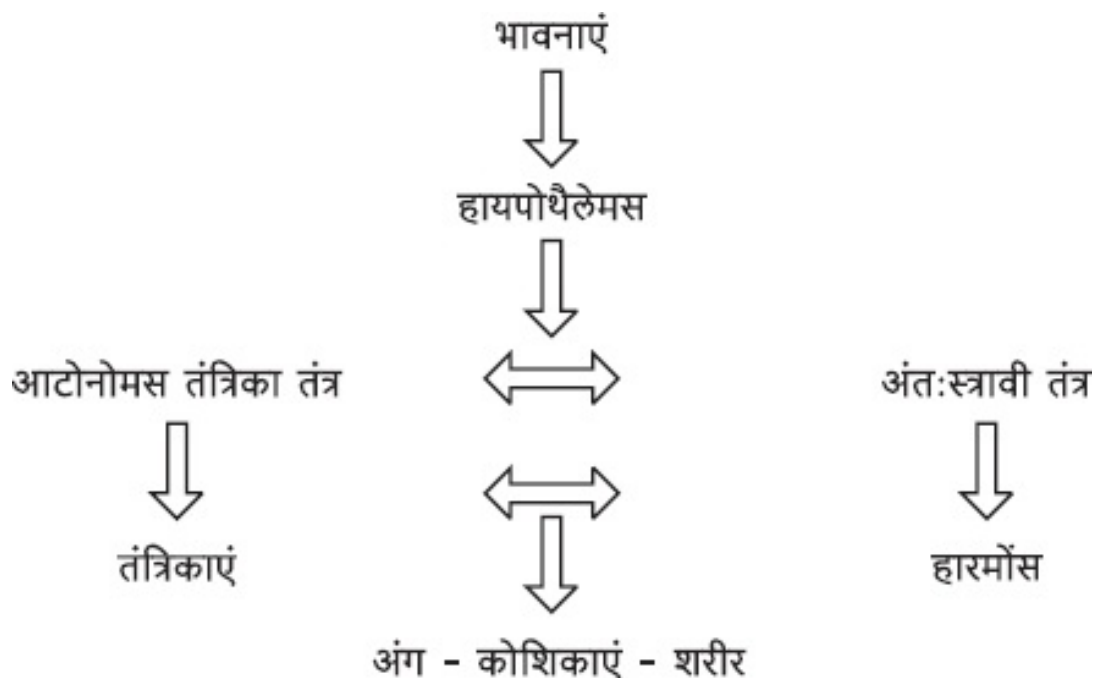 भावनाएं
हायपोथैलेमस
आटोनोमस तंत्रिका तंत्र
अंत:स्त्रावी तंत्र
तंत्रिकाएं
हारमोंस
अंग - कोशिकाएं - शरीर